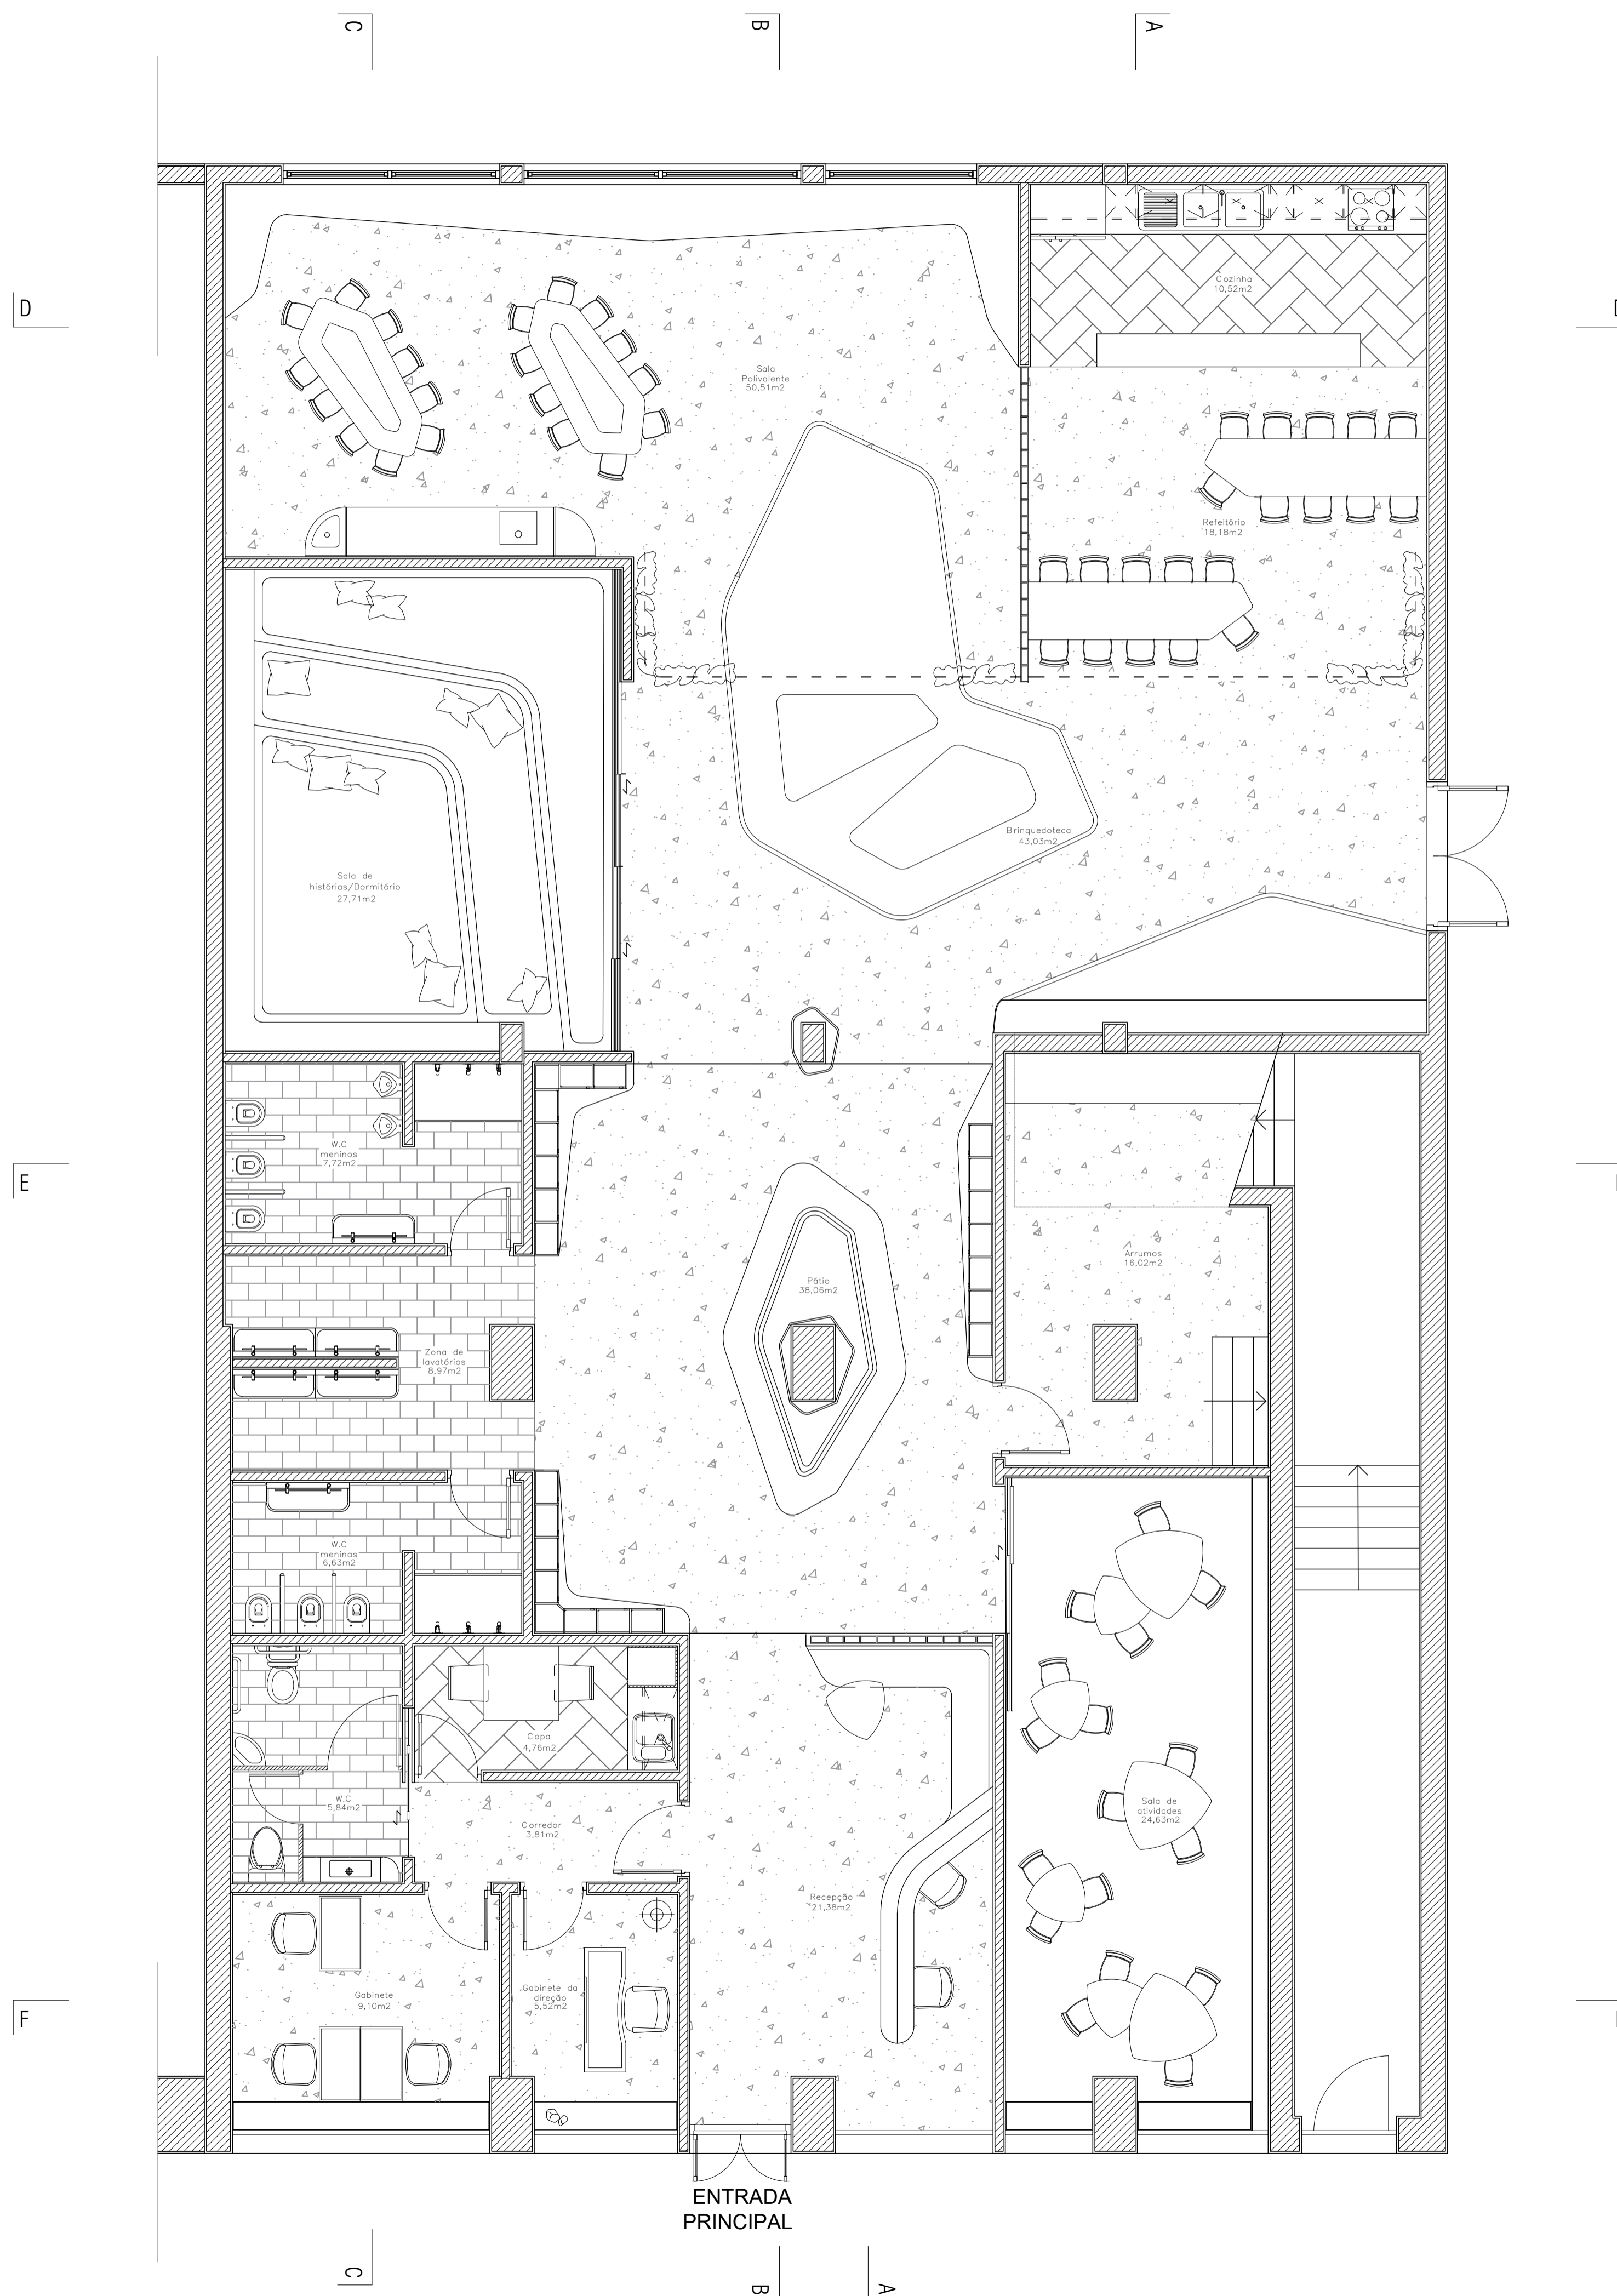 C
B
A
D
D
Cozinha
10,52m2
Sala
Polivalente
50,51m2
Refeitório
18,18m2
Brinquedoteca
43,03m2
Sala de
histórias/Dormitório
27,71m2
E
W.C
meninos
7,72m2
Arrumos
16,02m2
Pátio
38,06m2
Zona de
lavatórios
8,97m2
W.C
meninas
6,63m2
Copa
4,76m2
W.C
5,84m2
Corredor
3,81m2
Sala de
atividades
24,63m2
Recepção
21,38m2
Gabinete da
direção
5,52m2
Gabinete
9,10m2
F
ENTRADA
PRINCIPAL
C
B
A